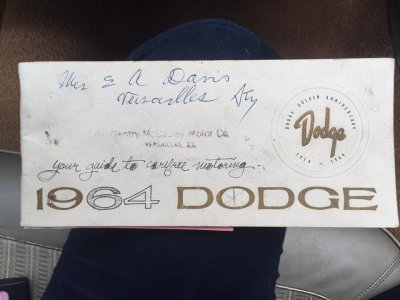 Mrs E A Davis
Versailles Ky
Gentry McCauley Motor Co.
VERSAILLES, KY.
your guide to carefree motoring
1964 DODGE
DODGE GOLDEN ANNIVERSARY
Dodge
1914 - 1964